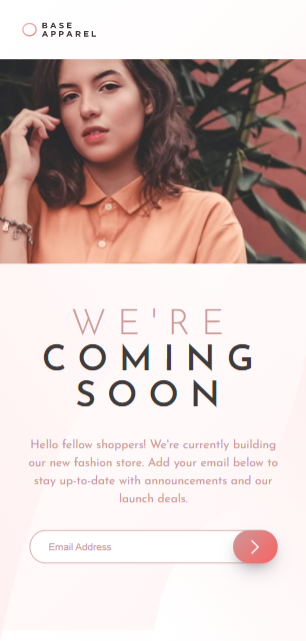 BASE
APPAREL
WE'RE
COMING
SOON
Hello fellow shoppers! We're currently building
our new fashion store. Add your email below to
stay up-to-date with announcements and our
launch deals.
Email Address